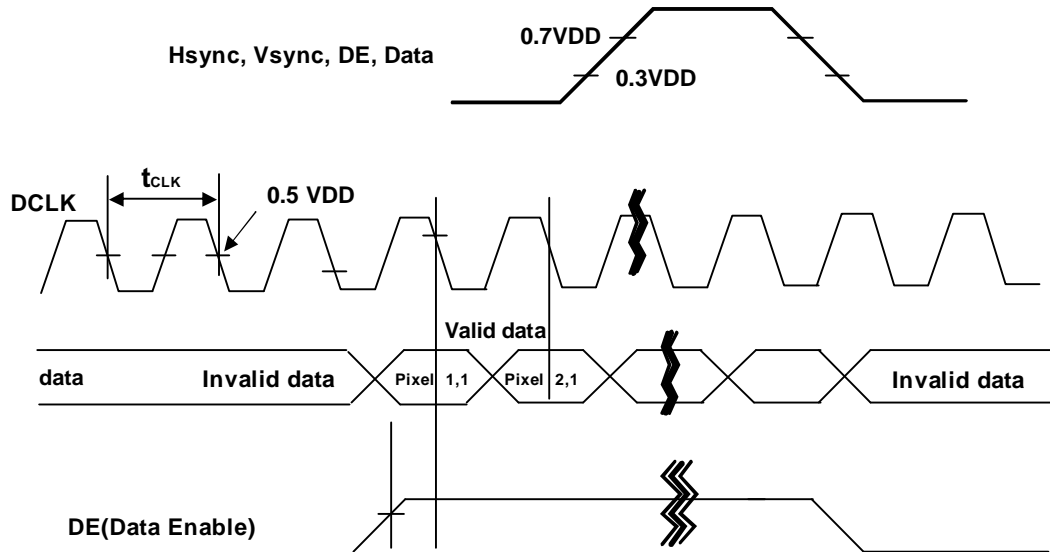 0.7VDD
Hsync, Vsync, DE, Data
0.3VDD
tCLK
0.5 VDD
DCLK
Valid data
data
Invalid data
Pixel 1,1
Pixel 2,1
Invalid data
DE(Data Enable)